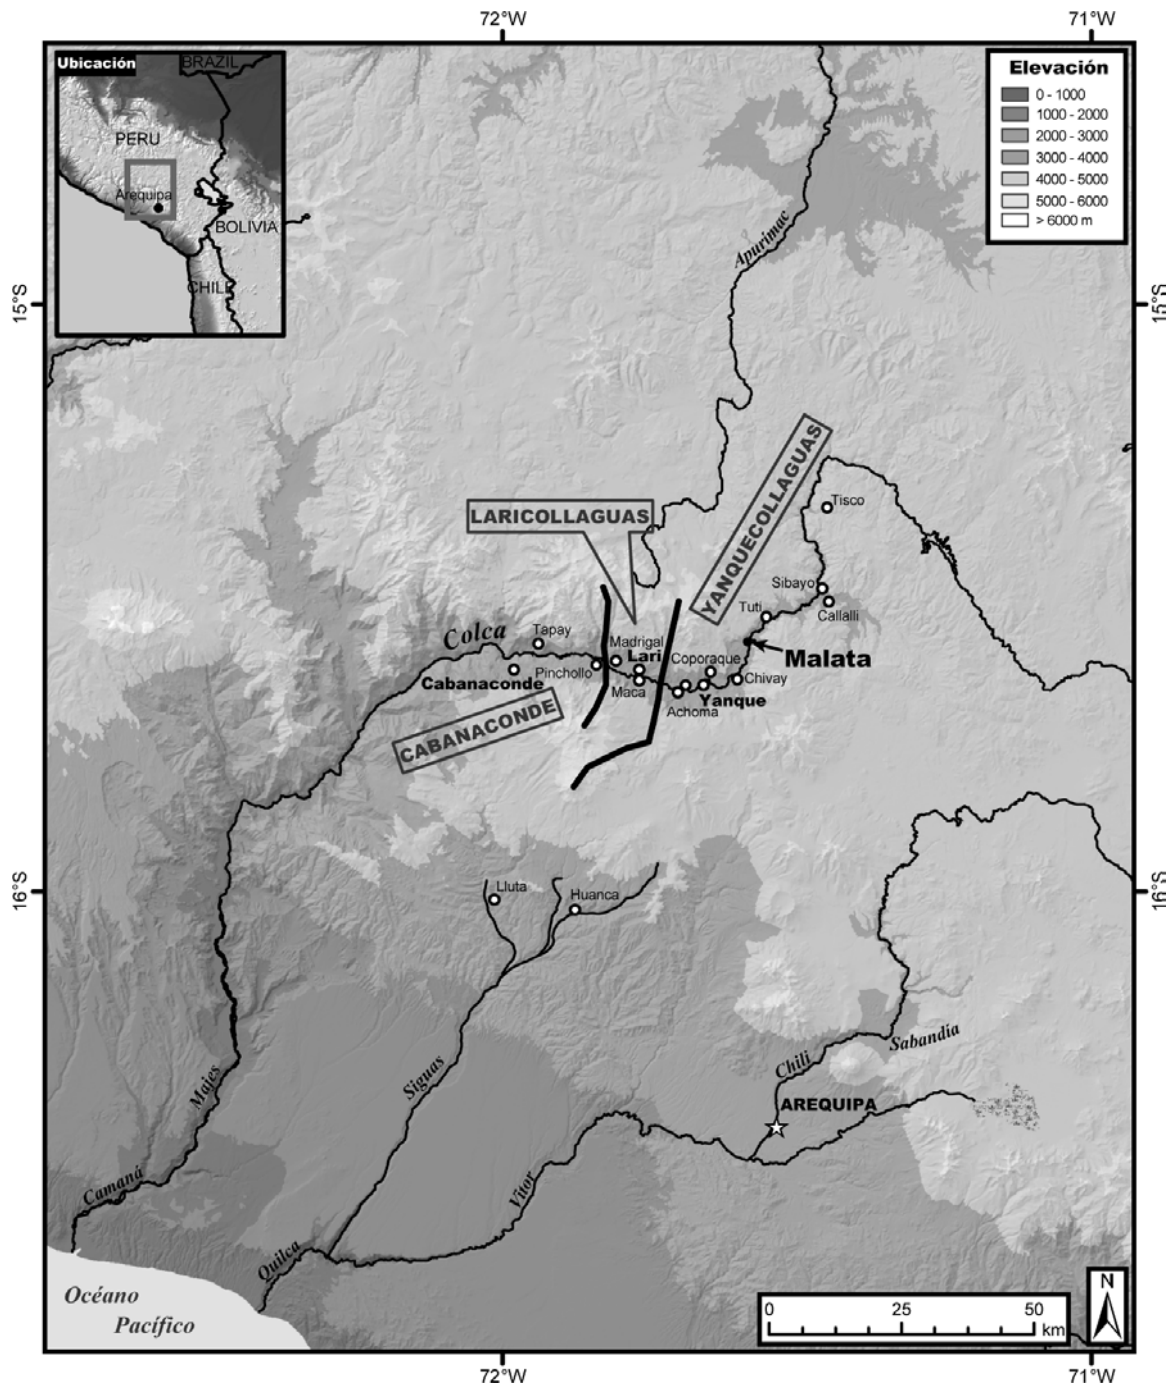 72°W
71°W
Ubicación
BRAZIL
PERU
Arequipa
BOLIVIA
CHILE
Elevación
0 - 1000
1000 - 2000
2000 - 3000
3000 - 4000
4000 - 5000
5000 - 6000
> 6000 m
Apurimac
15°S
15°S
YANQUECOLLAGUAS
LARICOLLAGUAS
Tisco
Sibayo
Callalli
Tuti
Colca
Tapay
Madrigal
Lari
Coporaque
Malata
Pinchollo
Chivay
Cabanaconde
Maca
Achoma
Yanque
CABANACONDE
16°S
16°S
Lluta
Huanca
Sabandía
Chili
Siguas
Majes
AREQUIPA
Camaná
Vitor
Quilca
Océano
Pacífico
N
0 25 50
km
72°W
71°W